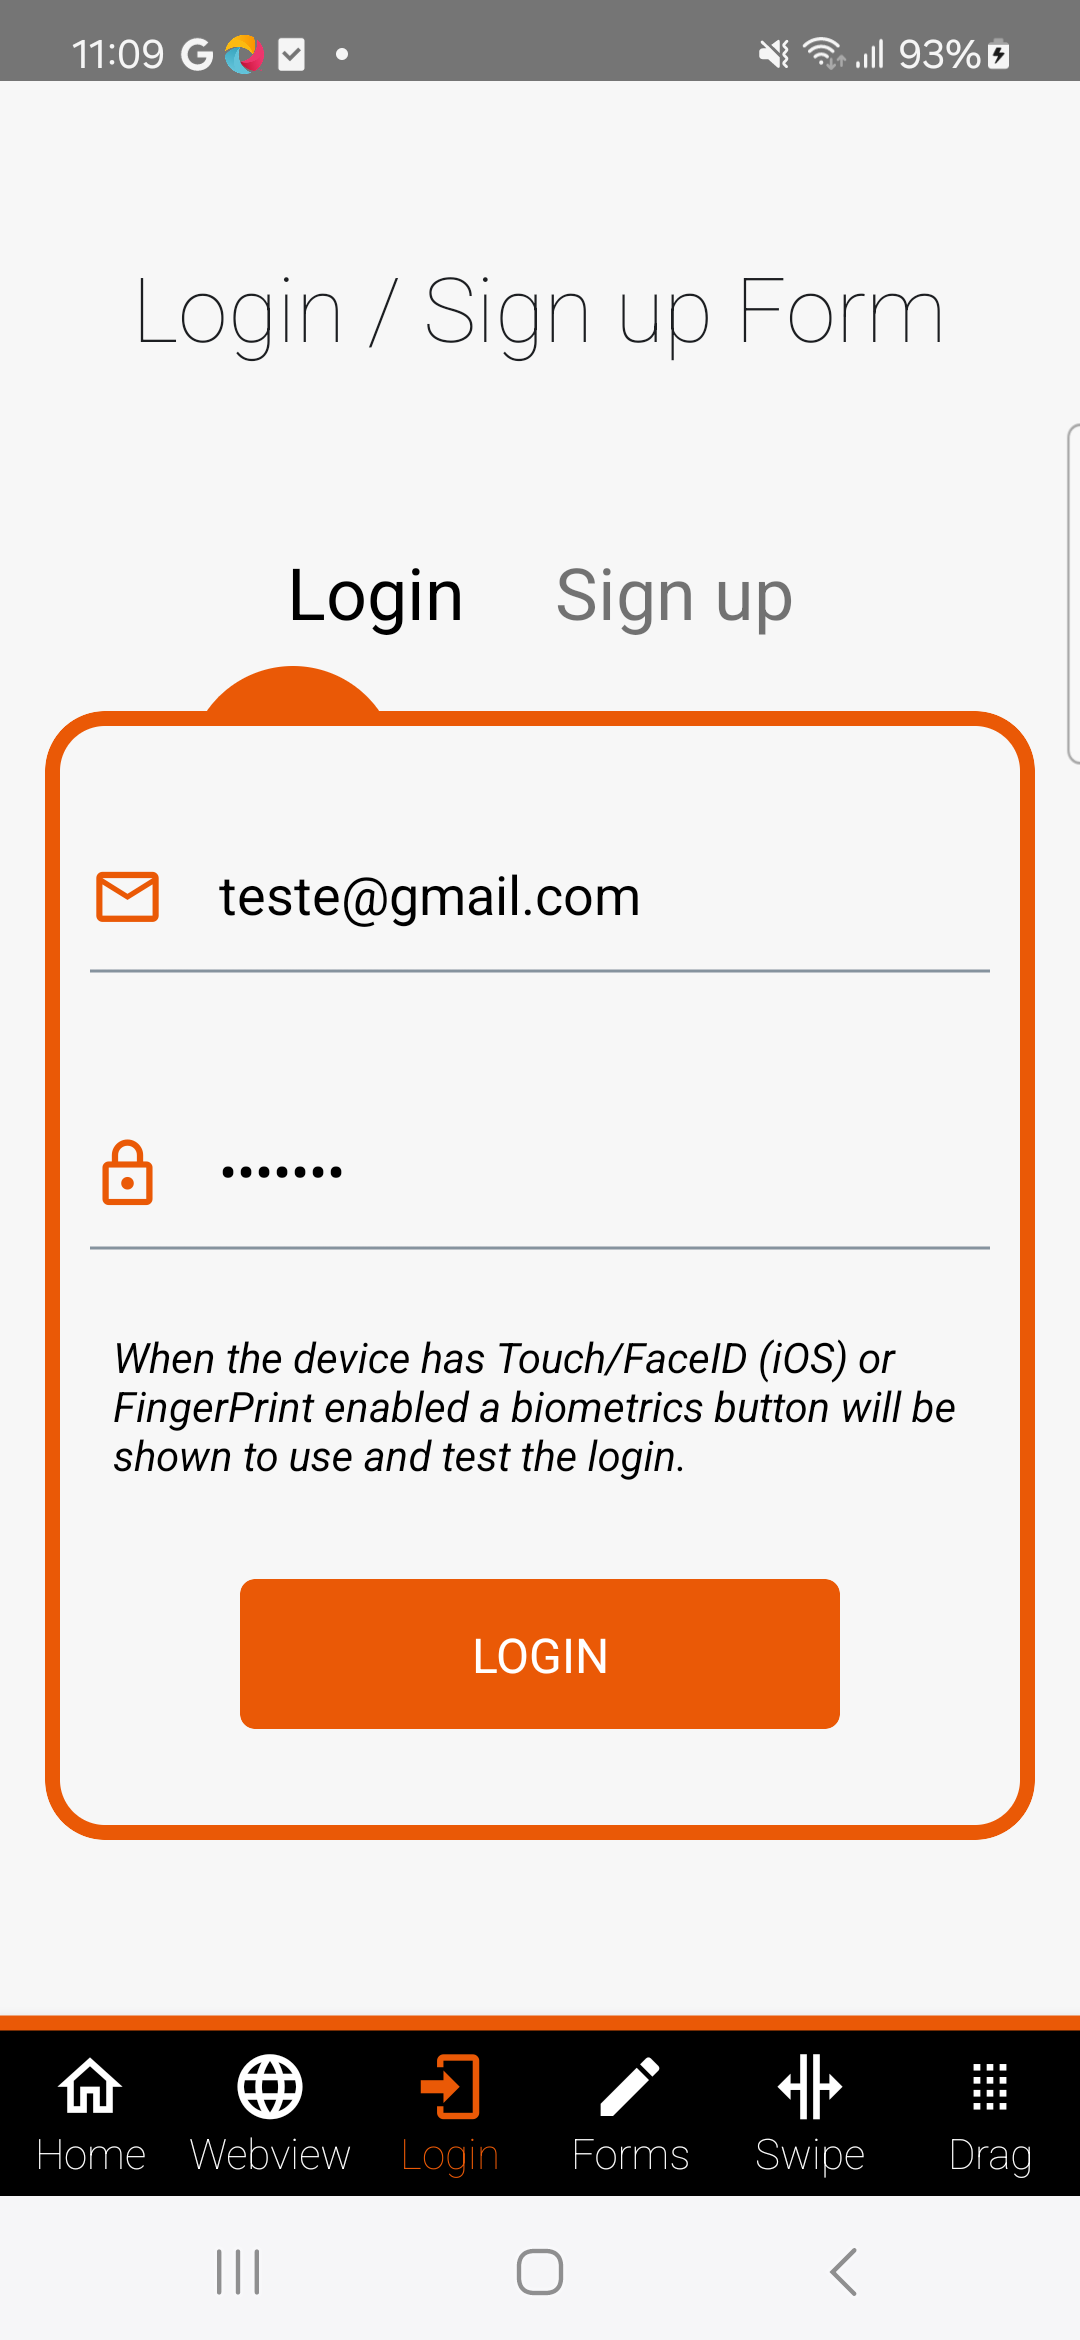 11:09
93%
Login / Sign up Form
Login
Sign up
teste@gmail.com
•••••••
When the device has Touch/FaceID (iOS) or
FingerPrint enabled a biometrics button will be
shown to use and test the login.
LOGIN
Home
Webview
Login
Forms
Swipe
Drag